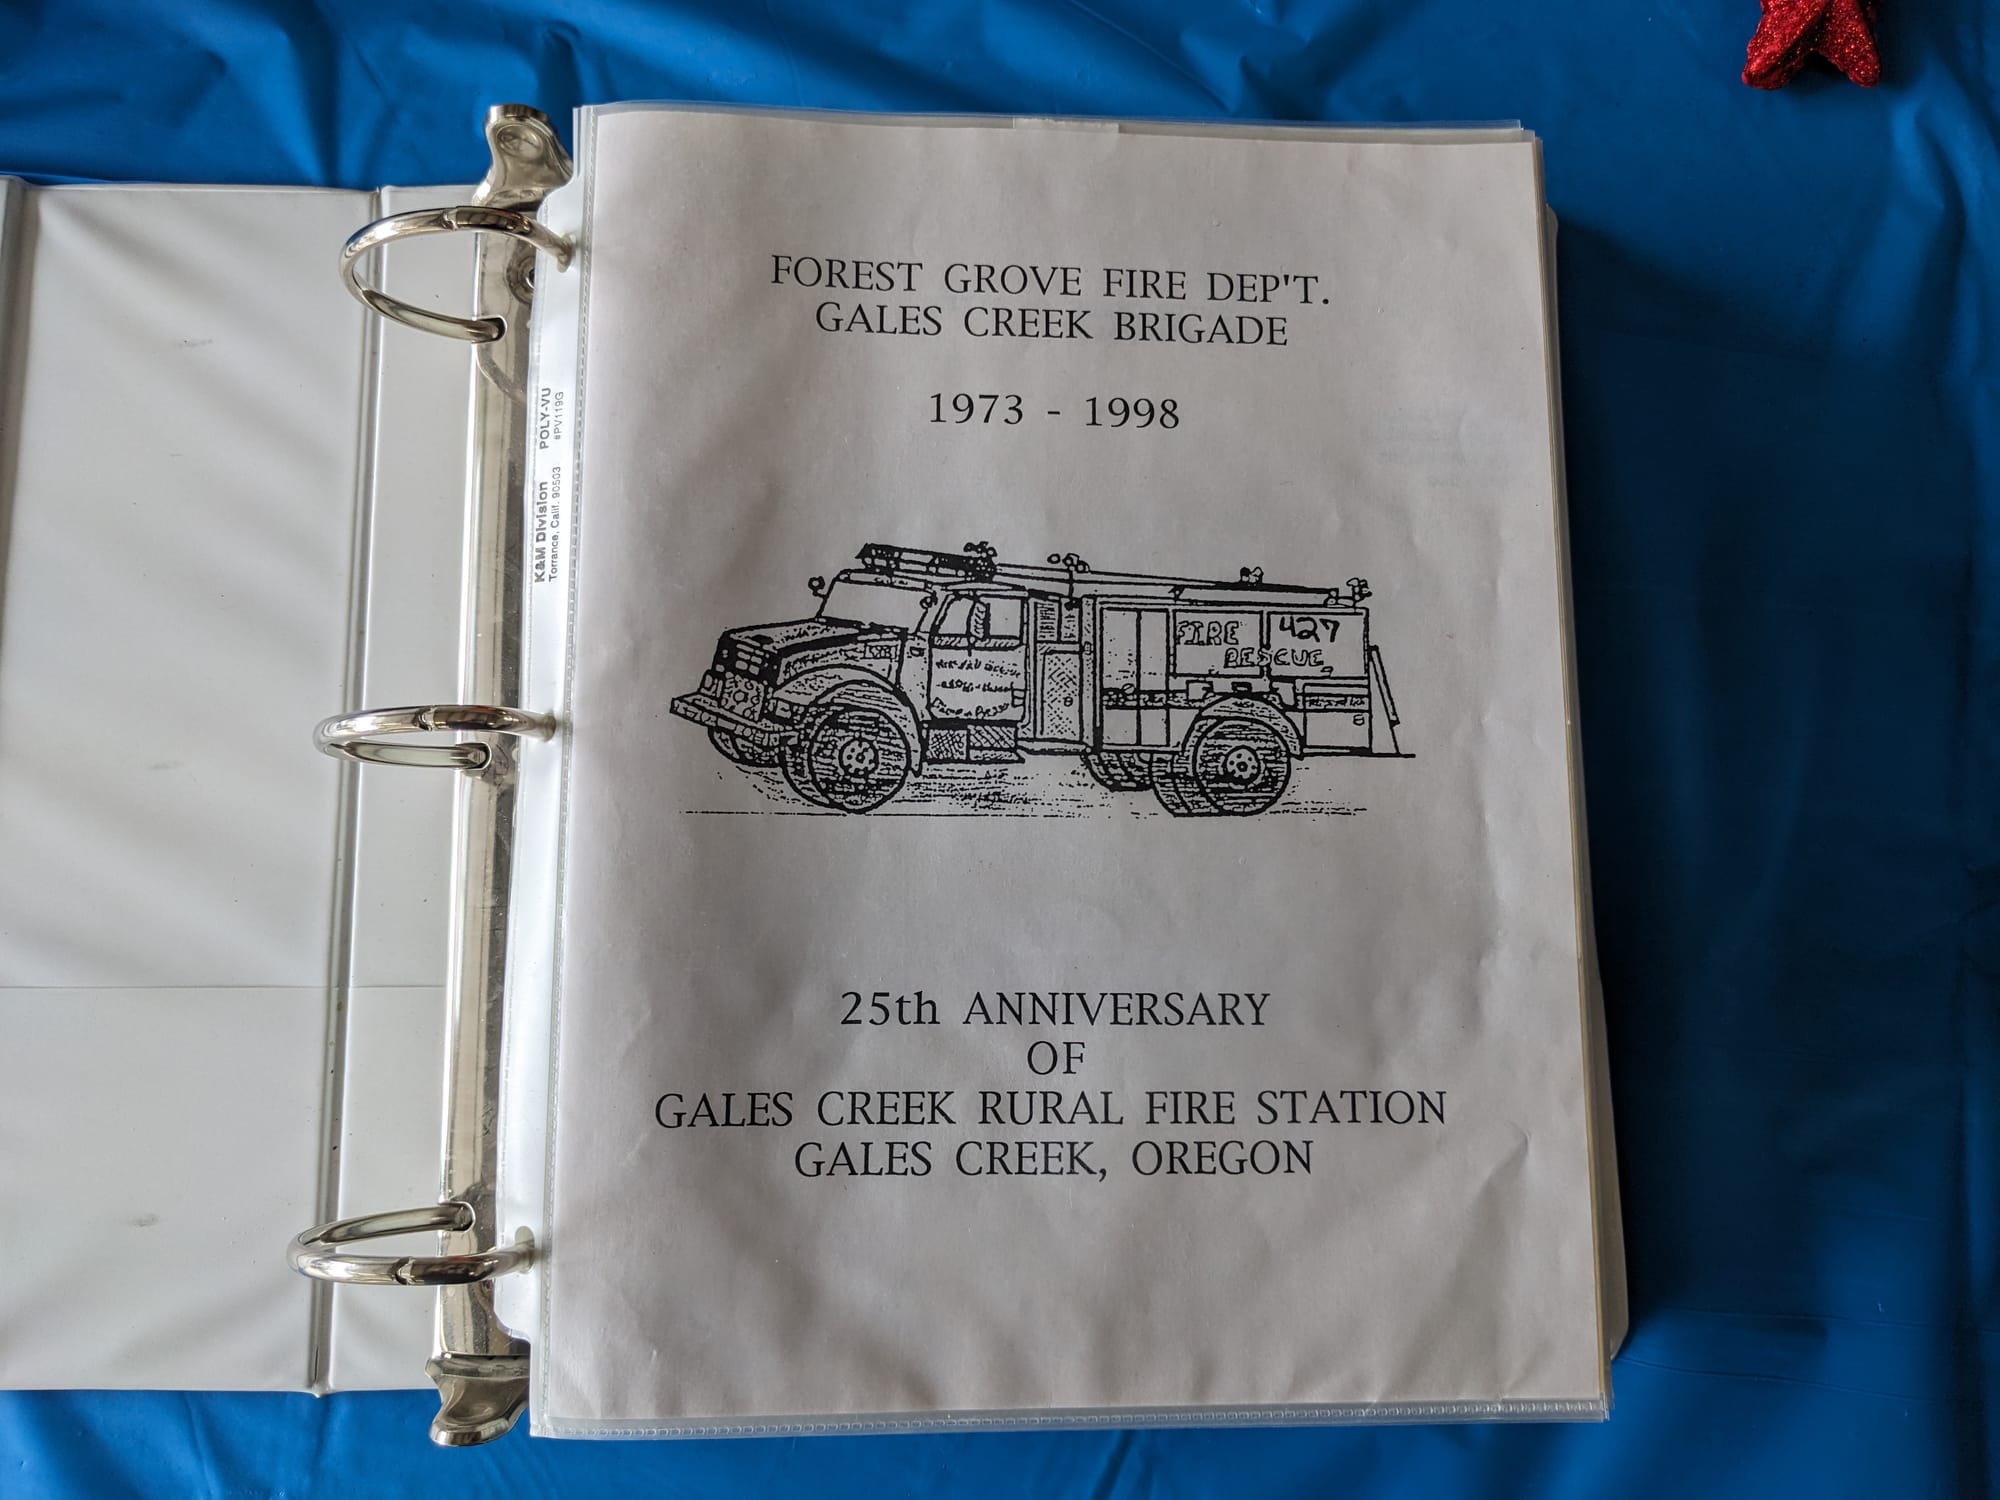 FOREST GROVE FIRE DEP'T.
GALES CREEK BRIGADE
1973 - 1998
FIRE 427
RESCUE
25th ANNIVERSARY
OF
GALES CREEK RURAL FIRE STATION
GALES CREEK, OREGON
K&M Division POLY-VU
Torrance, Calif. 90503 #PV119G